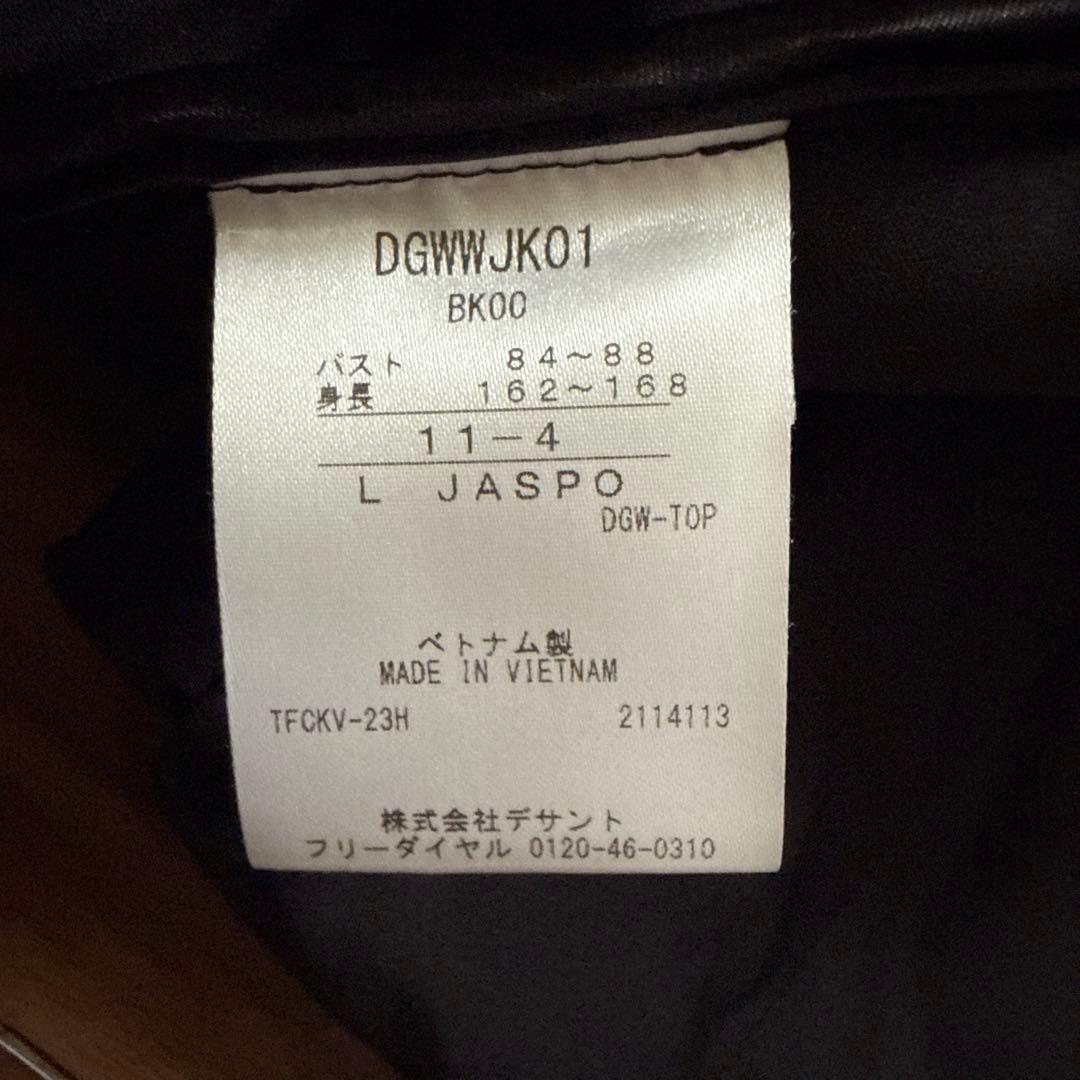 DGWWJK01
BK00
バスト 84～88
身長 162～168
11－4
L JASPO
DGW-TOP
ベトナム製
MADE IN VIETNAM
TFCKV-23H 2114113
株式会社デサント
フリーダイヤル 0120-46-0310